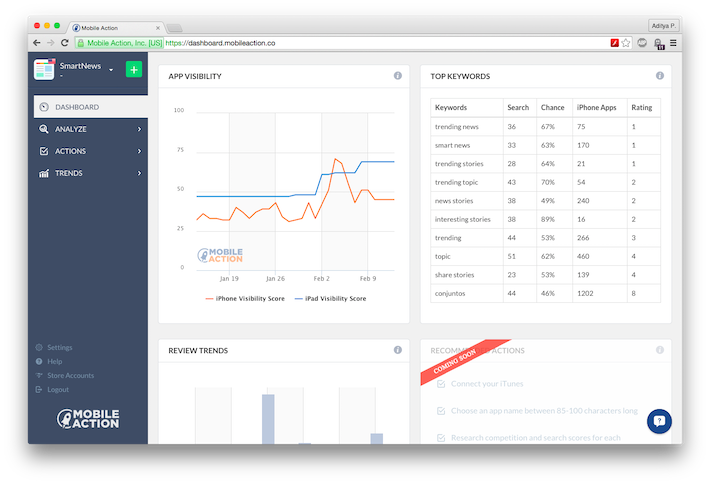 Mobile Action
Aditya P.
Mobile Action, Inc. [US] https://dashboard.mobileaction.co
11
SmartNews
-
DASHBOARD
ANALYZE
ACTIONS
TRENDS
Settings
Help
Store Accounts
Logout
MOBILE
ACTION
APP VISIBILITY
100
75
50
25
0
MOBILE
ACTION
Jan 19 Jan 26 Feb 2 Feb 9
iPhone Visibility Score iPad Visibility Score
TOP KEYWORDS
Keywords Search Chance iPhone Apps Rating
trending news 36 67% 75 1
smart news 33 63% 170 1
trending stories 28 64% 21 1
trending topic 43 70% 54 2
news stories 38 49% 240 2
interesting stories 38 89% 16 2
trending 44 53% 266 3
topic 51 62% 460 4
share stories 23 53% 139 4
conjuntos 44 46% 1202 8
REVIEW TRENDS
COMING SOON
Connect your iTunes
Choose an app name between 85-100 characters long
Research competition and search scores for each